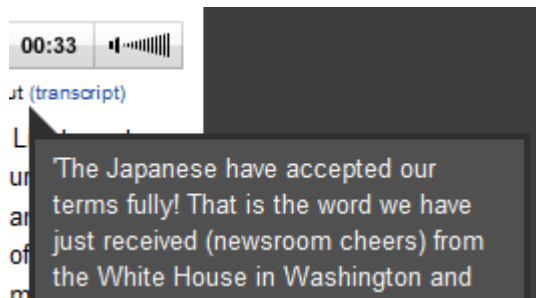 00:33
(transcript)
'The Japanese have accepted our
terms fully! That is the word we have
just received (newsroom cheers) from
the White House in Washington and